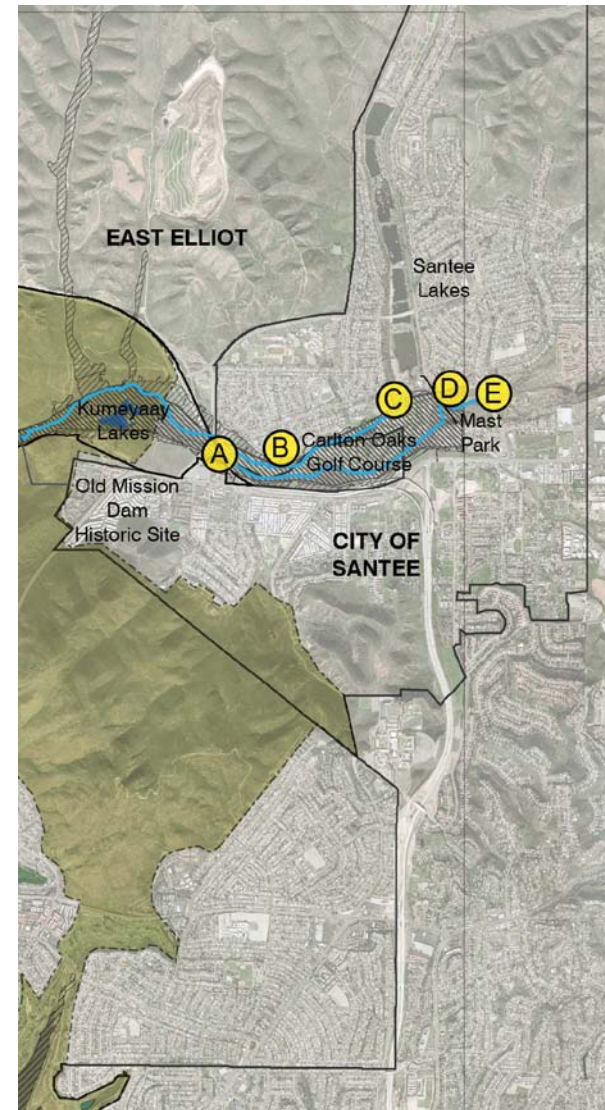 EAST ELLIOT
Santee
Lakes
Kumeyaay
Lakes
A
B
C
D
E
Carlton Oaks
Golf Course
Mast
Park
Old Mission
Dam
Historic Site
CITY OF
SANTEE